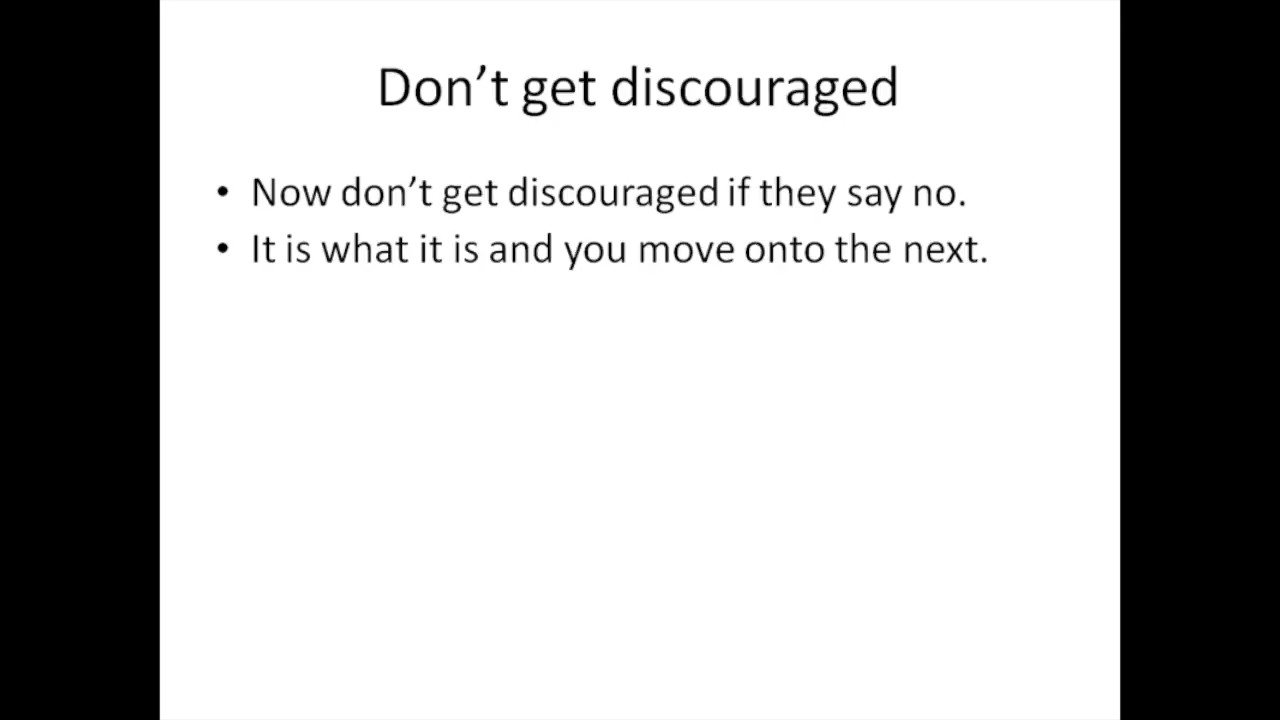 Don’t get discouraged
• Now don’t get discouraged if they say no.
• It is what it is and you move onto the next.